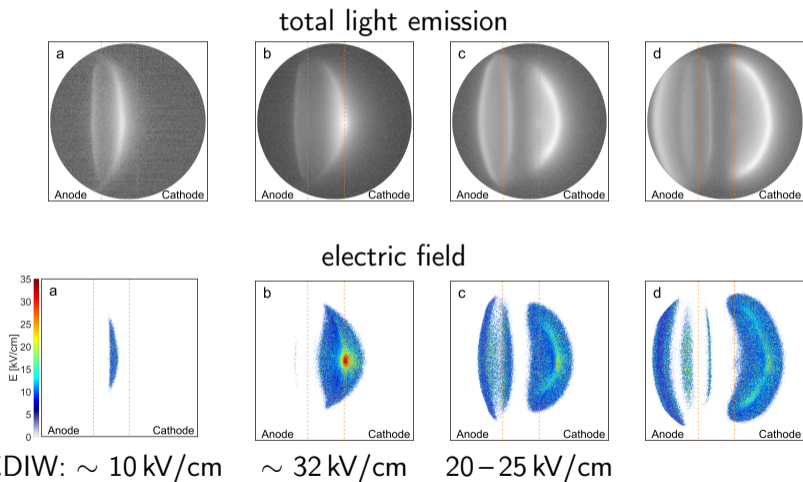 total light emission
a b c d
Anode Cathode Anode Cathode Anode Cathode Anode Cathode
electric field
35
30
25
20
15
10
5
0
E [kV/cm]
a b c d
Anode Cathode Anode Cathode Anode Cathode Anode Cathode
EDIW: ~ 10 kV/cm ~ 32 kV/cm 20 – 25 kV/cm